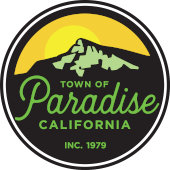 TOWN OF
Paradise
CALIFORNIA
INC. 1979